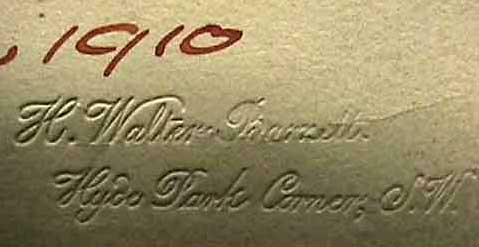 , 1910
H. Walter Barnett
Hyde Park Corner, S.W.